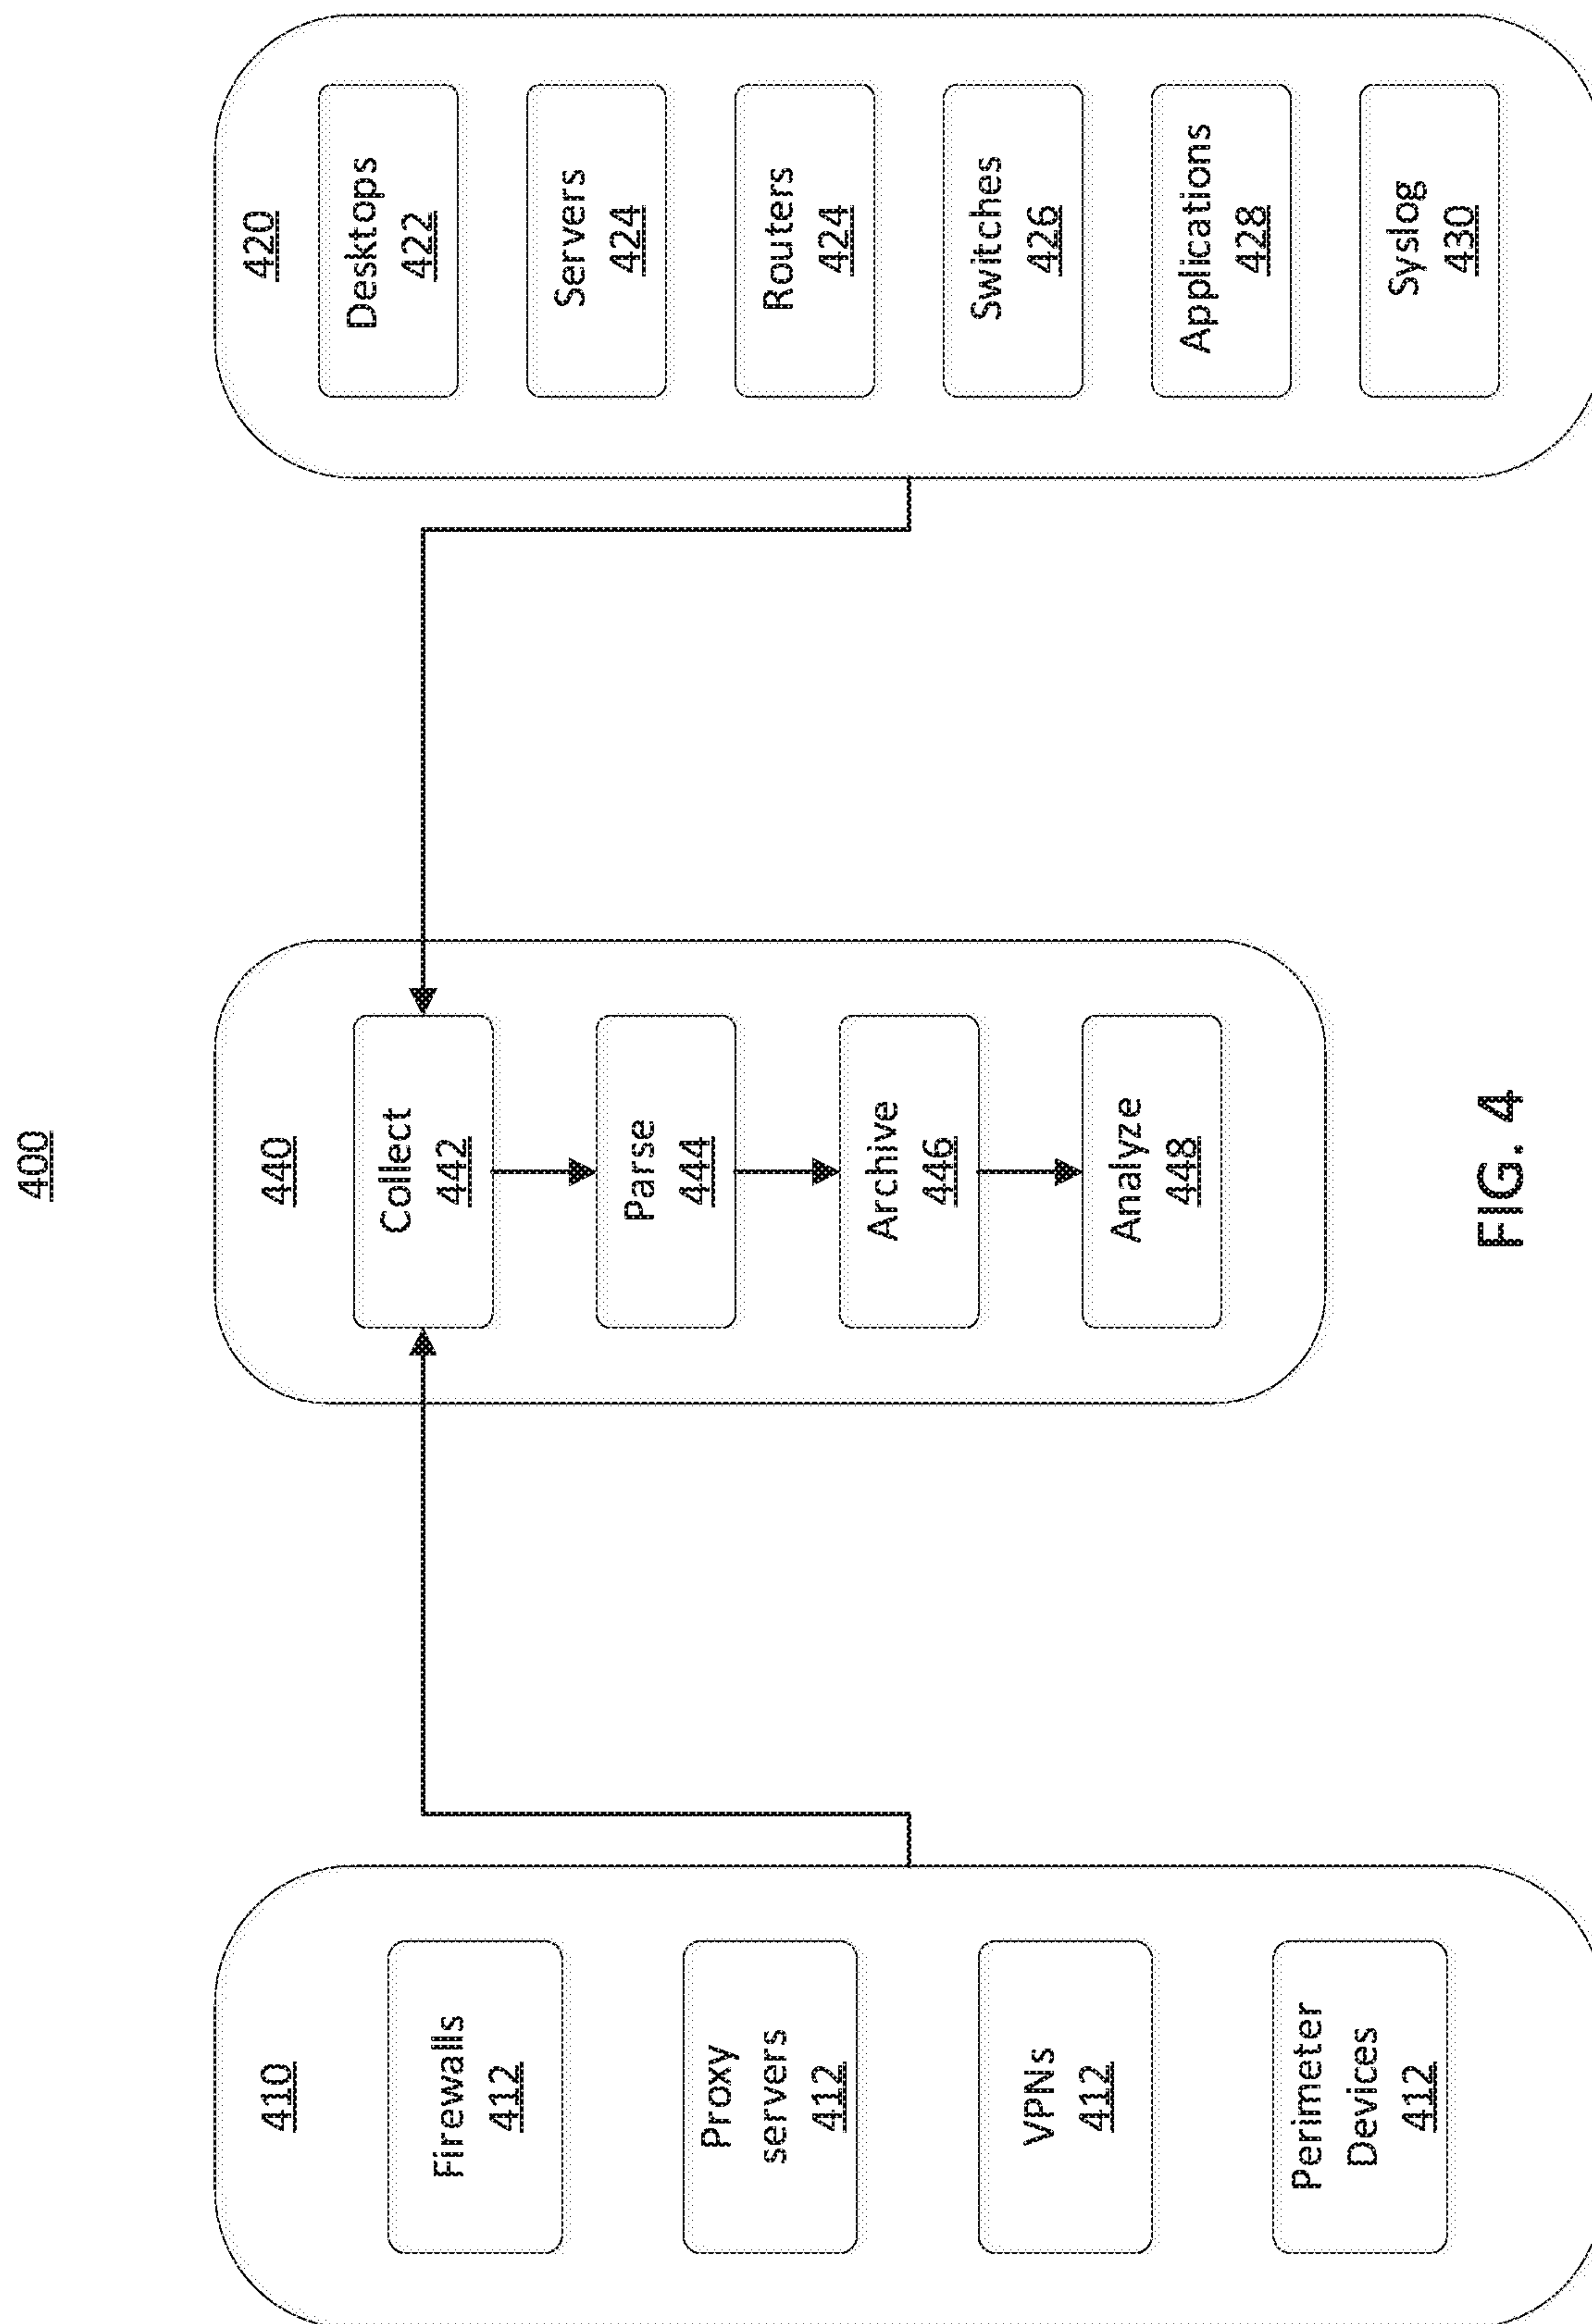 400
410
Firewalls
412
Proxy
servers
412
VPNs
412
Perimeter
Devices
412
440
Collect
442
Parse
444
Archive
446
Analyze
448
420
Desktops
422
Servers
424
Routers
424
Switches
426
Applications
428
Syslog
430
FIG. 4